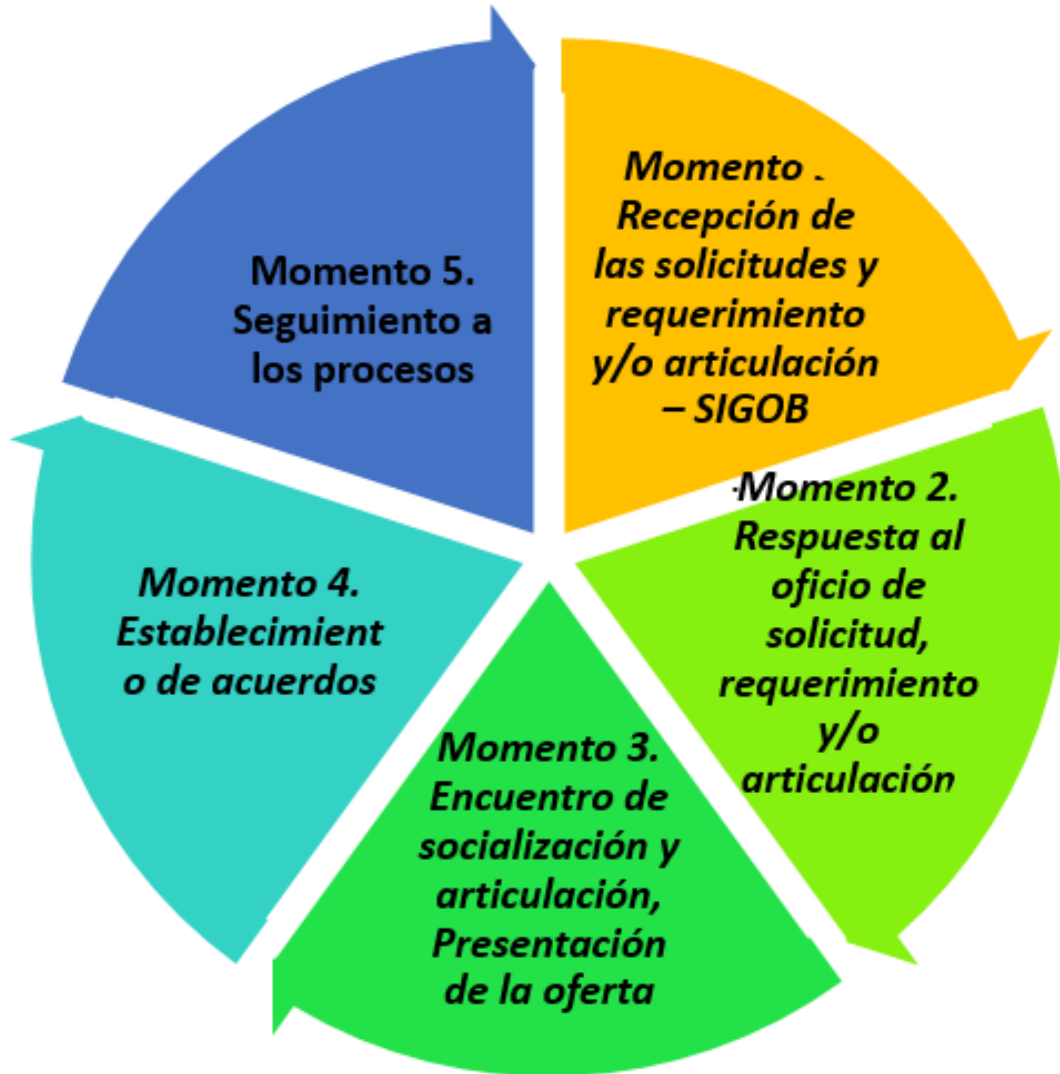 Momento .
Recepción de
las solicitudes y
requerimiento
y/o articulación
– SIGOB
Momento 2.
Respuesta al
oficio de
solicitud,
requerimiento
y/o
articulación
Momento 3.
Encuentro de
socialización y
articulación,
Presentación
de la oferta
Momento 4.
Establecimient
o de acuerdos
Momento 5.
Seguimiento a
los procesos